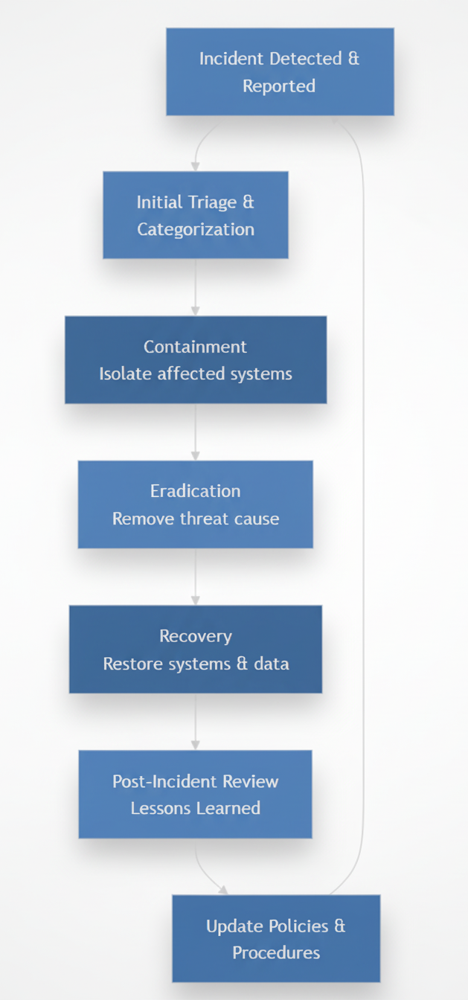 Incident Detected &
Reported
Initial Triage &
Categorization
Containment
Isolate affected systems
Eradication
Remove threat cause
Recovery
Restore systems & data
Post-Incident Review
Lessons Learned
Update Policies &
Procedures